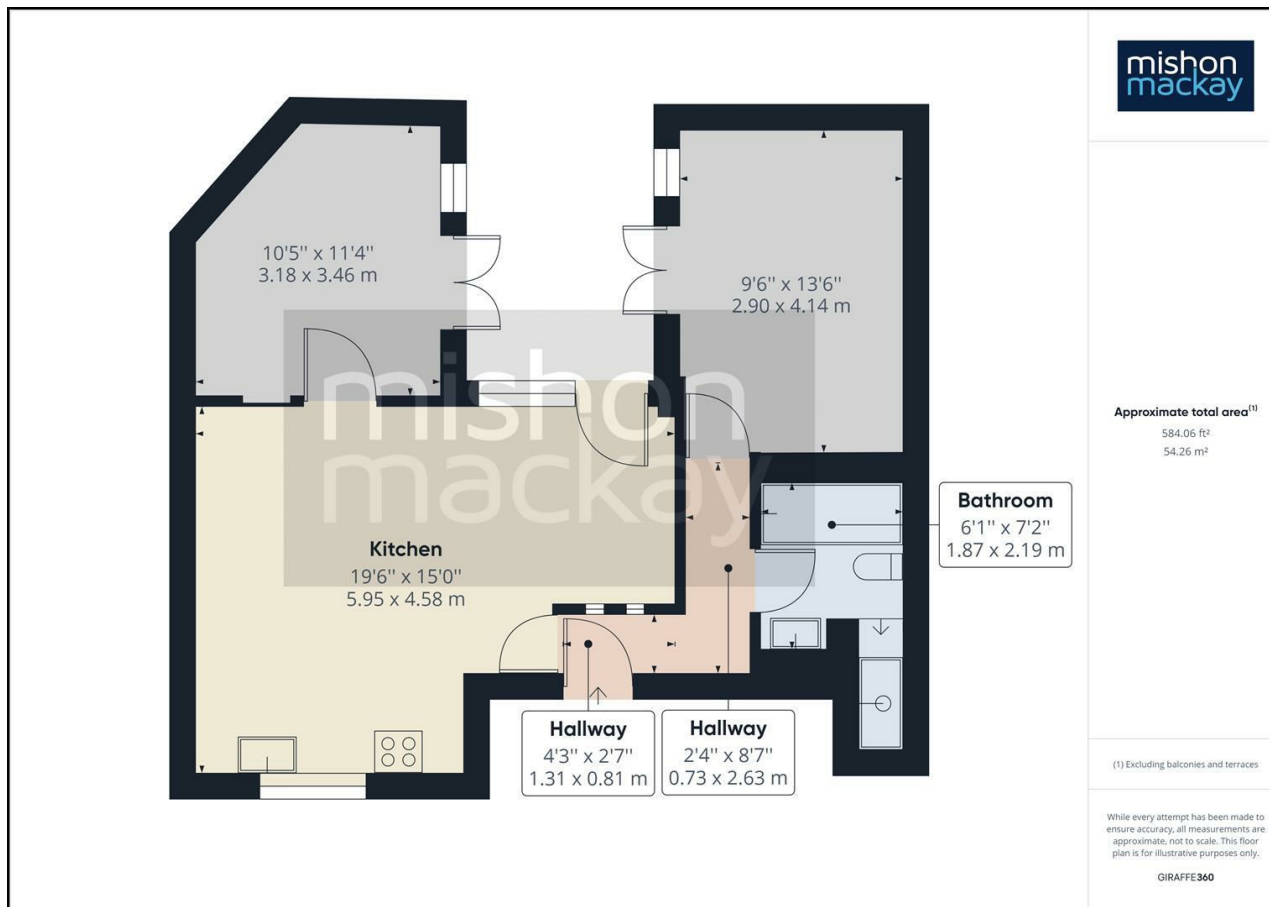 mishon
mackay
10'5'' x 11'4''
3.18 x 3.46 m
9'6'' x 13'6''
2.90 x 4.14 m
mishon
mackay
Kitchen
19'6'' x 15'0''
5.95 x 4.58 m
Bathroom
6'1'' x 7'2''
1.87 x 2.19 m
Hallway
4'3'' x 2'7''
1.31 x 0.81 m
Hallway
2'4'' x 8'7''
0.73 x 2.63 m
Approximate total area(1)
584.06 ft²
54.26 m²
(1) Excluding balconies and terraces
While every attempt has been made to
ensure accuracy, all measurements are
approximate, not to scale. This floor
plan is for illustrative purposes only.
GIRAFFE360